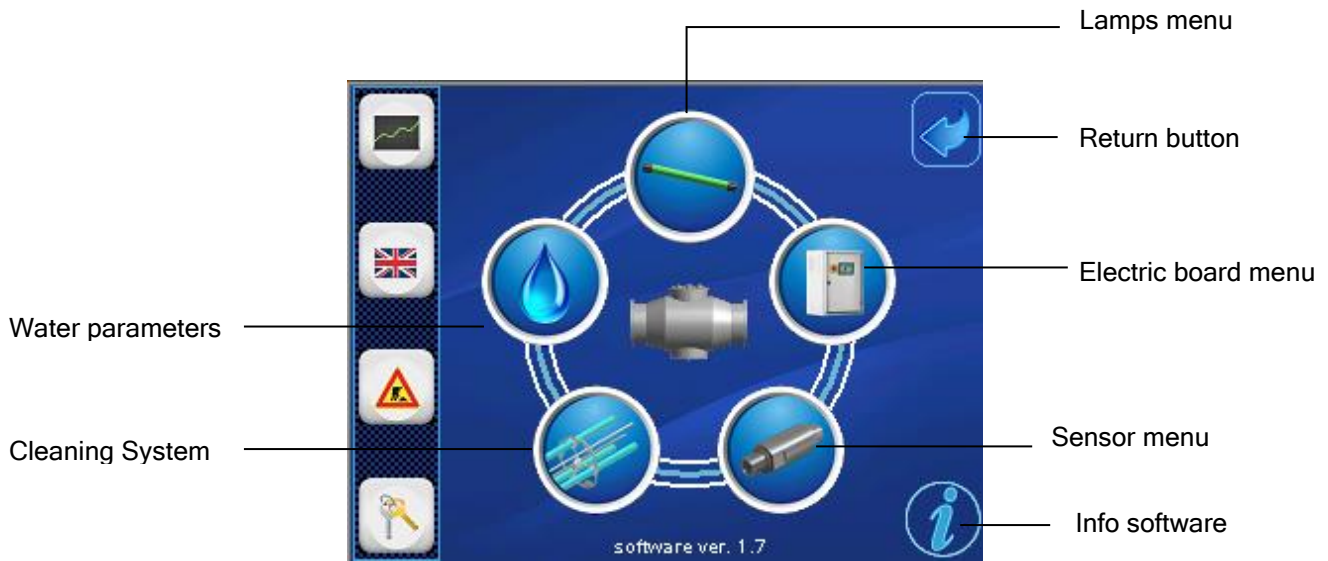 Lamps menu
Return button
Electric board menu
Water parameters
Sensor menu
Cleaning System
Info software
software ver. 1.7